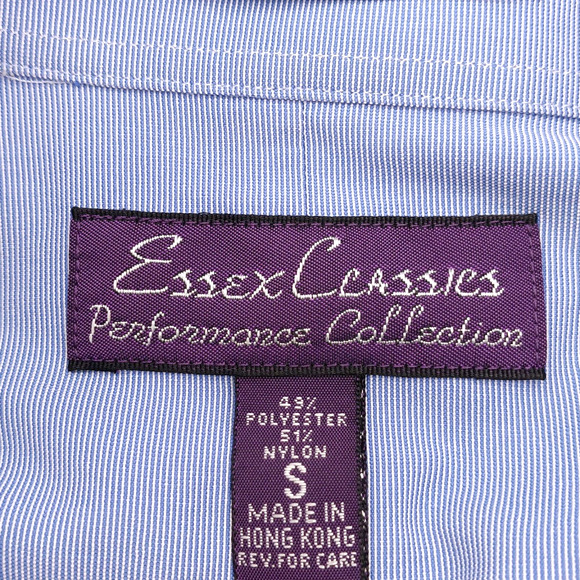 Essex Classics
Performance Collection
49%
POLYESTER
51%
NYLON
S
MADE IN
HONG KONG
REV.FOR CARE